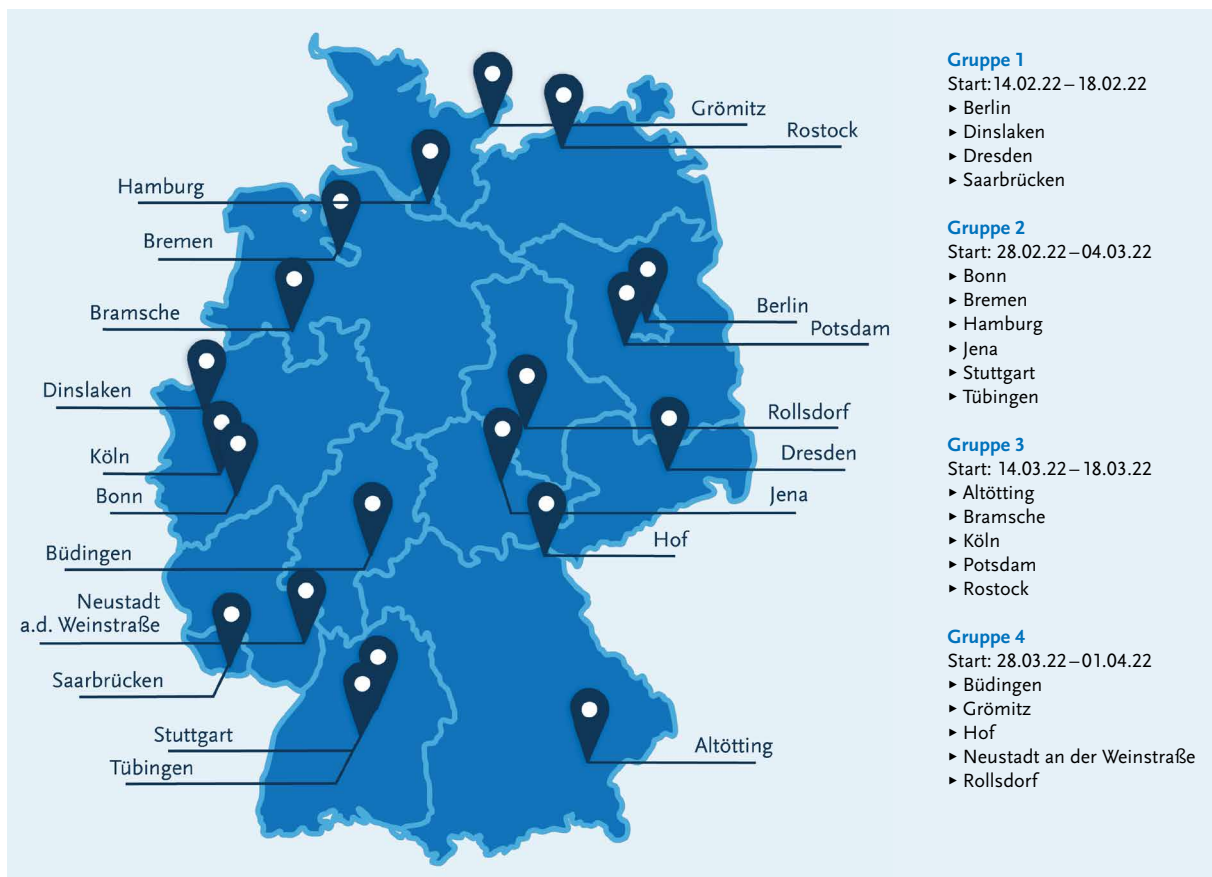 Grömitz
Rostock
Hamburg
Bremen
Bramsche
Berlin
Potsdam
Dinslaken
Rollsdorf
Köln
Dresden
Bonn
Jena
Hof
Büdingen
Neustadt
a.d. Weinstraße
Saarbrücken
Stuttgart
Altötting
Tübingen
Gruppe 1
Start:14.02.22–18.02.22
▸ Berlin
▸ Dinslaken
▸ Dresden
▸ Saarbrücken
Gruppe 2
Start: 28.02.22–04.03.22
▸ Bonn
▸ Bremen
▸ Hamburg
▸ Jena
▸ Stuttgart
▸ Tübingen
Gruppe 3
Start: 14.03.22–18.03.22
▸ Altötting
▸ Bramsche
▸ Köln
▸ Potsdam
▸ Rostock
Gruppe 4
Start: 28.03.22–01.04.22
▸ Büdingen
▸ Grömitz
▸ Hof
▸ Neustadt an der Weinstraße
▸ Rollsdorf